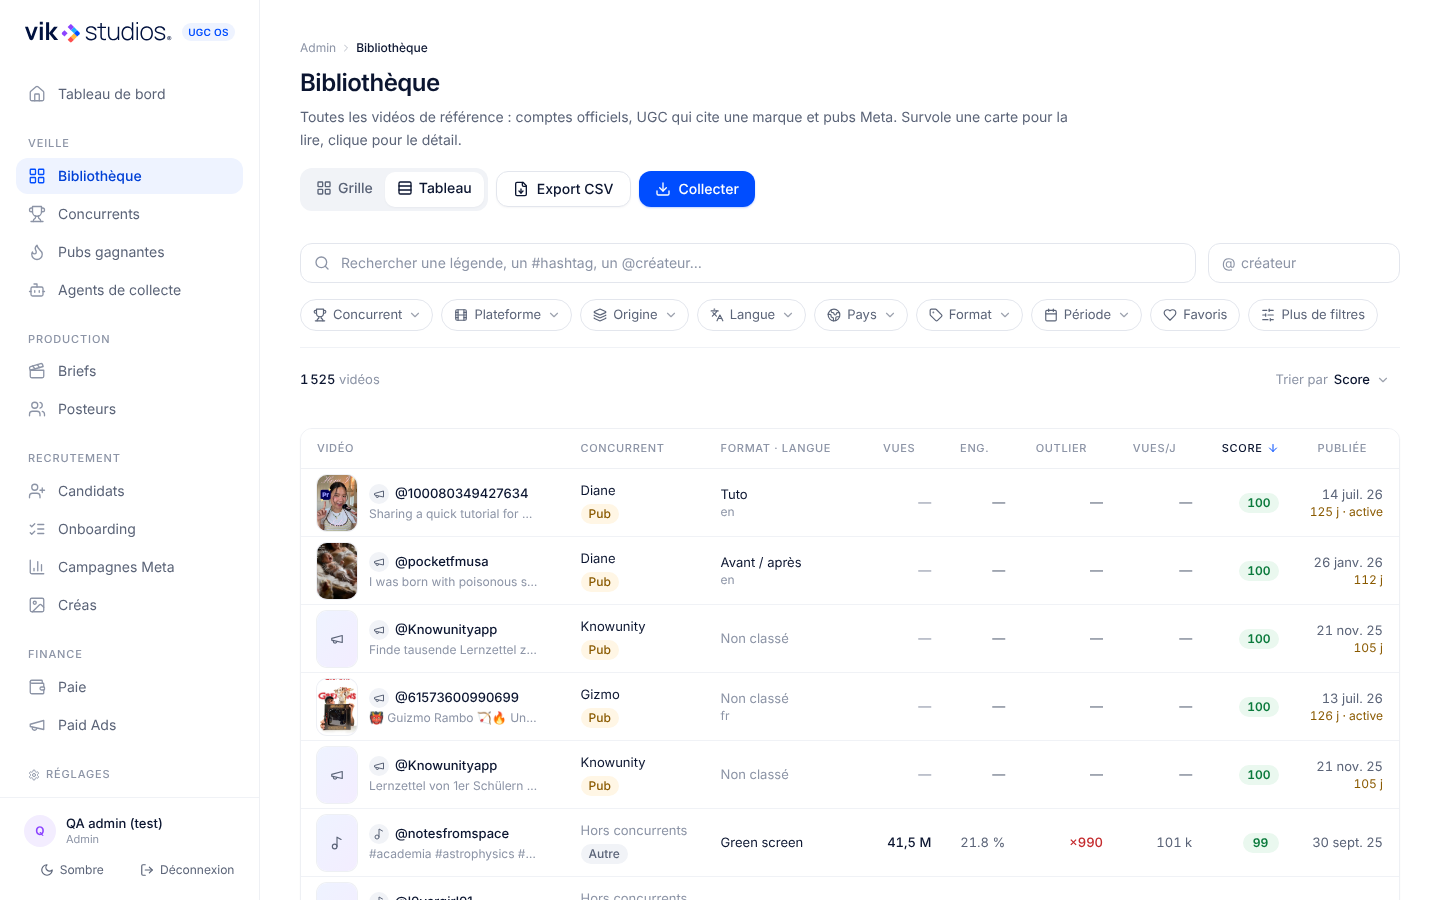 vik studios. UGC OS
Tableau de bord
VEILLE
Bibliothèque
Concurrents
Pubs gagnantes
Agents de collecte
PRODUCTION
Briefs
Posteurs
RECRUTEMENT
Candidats
Onboarding
Campagnes Meta
Créas
FINANCE
Paie
Paid Ads
RÉGLAGES
Q QA admin (test)
Admin
Sombre Déconnexion
Admin Bibliothèque
Bibliothèque
Toutes les vidéos de référence : comptes officiels, UGC qui cite une marque et pubs Meta. Survole une carte pour la
lire, clique pour le détail.
Grille Tableau Export CSV Collecter
Rechercher une légende, un #hashtag, un @créateur... @ créateur
Concurrent Plateforme Origine Langue Pays Format Période Favoris Plus de filtres
1 525 vidéos Trier par Score
VIDÉO CONCURRENT FORMAT · LANGUE VUES ENG. OUTLIER VUES/J SCORE ↓ PUBLIÉE
@100080349427634 Diane Tuto — — — — 100 14 juil. 26
Sharing a quick tutorial for ... Pub en 125 j · active
@pocketfmusa Diane Avant / après — — — — 100 26 janv. 26
I was born with poisonous s... Pub en 112 j
@Knowunityapp Knowunity Non classé — — — — 100 21 nov. 25
Finde tausende Lernzettel z... Pub 105 j
@61573600990699 Gizmo Non classé — — — — 100 13 juil. 26
👹 Guizmo Rambo 🏹🔥 Un... Pub fr 126 j · active
@Knowunityapp Knowunity Non classé — — — — 100 21 nov. 25
Lernzettel von 1er Schülern ... Pub 105 j
@notesfromspace Hors concurrents Green screen 41,5 M 21.8 % ×990 101 k 99 30 sept. 25
#academia #astrophysics #... Autre
Hors concurrents